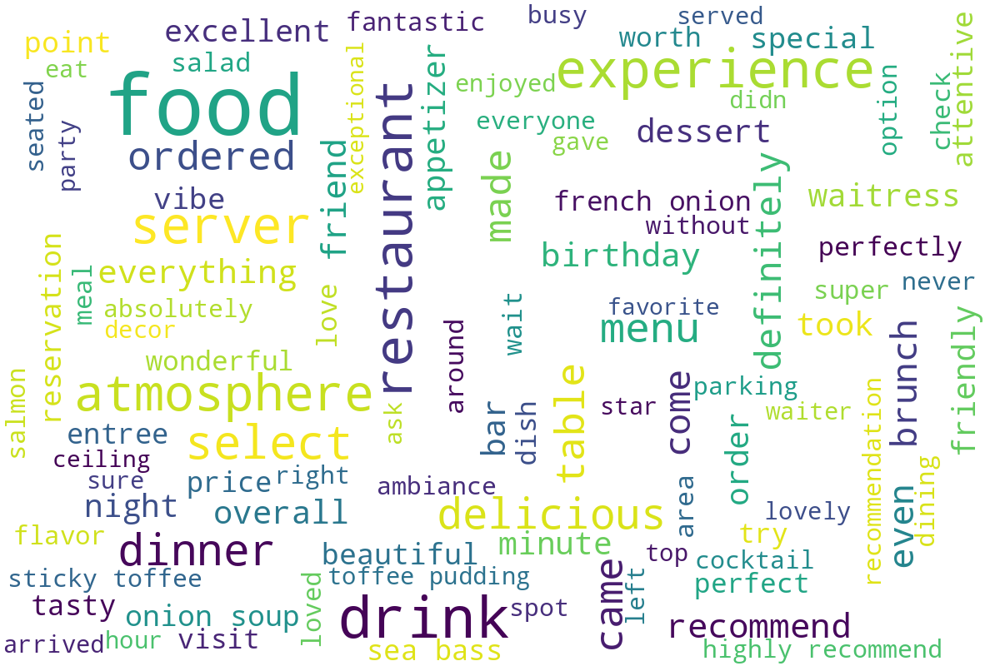 fantastic
busy
served
point
excellent
worth
special
attentive
eat
salad
exceptional
appetizer
enjoyed
experience
option
check
seated
party
food
restaurant
everyone
didn
ordered
friend
gave
dessert
made
definitely
vibe
french onion
waitress
server
without
perfectly
reservation
meal
everything
birthday
never
super
absolutely
love
wait
favorite
friendly
decor
around
menu
took
brunch
wonderful
salmon
atmosphere
ask
bar
dish
table
star
come
parking
waiter
recommendation
entree
select
order
ceiling
sure
price
right
ambiance
area
even
dining
night
overall
delicious
lovely
flavor
dinner
minute
try
beautiful
top
cocktail
sticky toffee
toffee pudding
loved
came
left
perfect
tasty
onion soup
drink
spot
recommend
arrived
hour
visit
sea bass
highly recommend